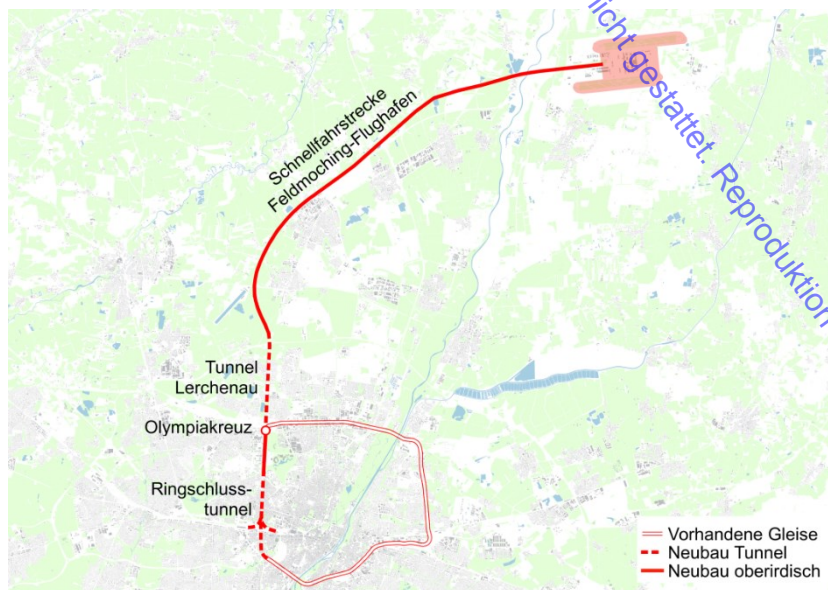 nicht gestattet. Reproduktion
Schnellfahrstrecke
Feldmoching-Flughafen
Tunnel
Lerchenau
Olympiakreuz
Ringschluss-
tunnel
Vorhandene Gleise
Neubau Tunnel
Neubau oberirdisch